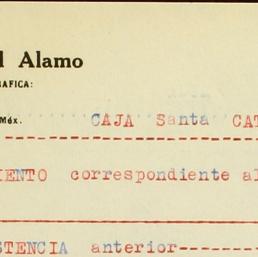 l Alamo
RAFICA:
Méx. CAJA Santa CAT
IENTO correspondiente al
STENCIA anterior-------